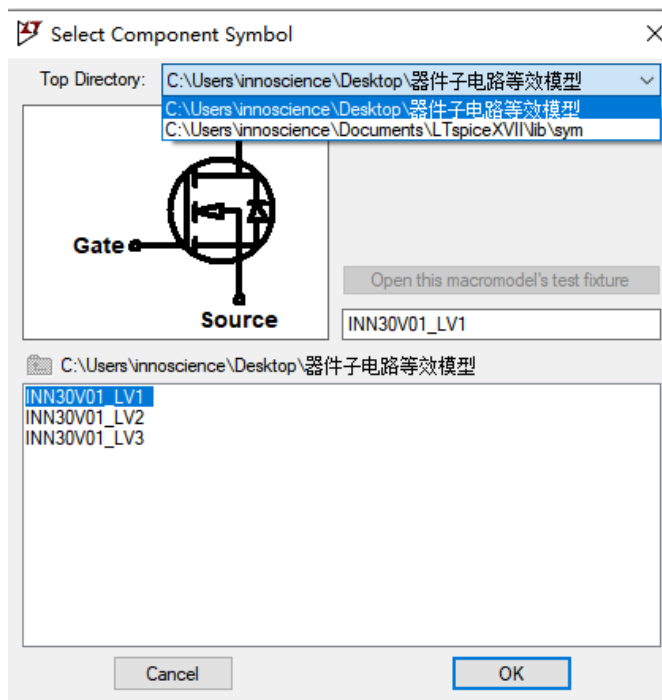 Select Component Symbol
Top Directory: C:\Users\innoscience\Desktop\器件子电路等效模型
C:\Users\innoscience\Desktop\器件子电路等效模型
C:\Users\innoscience\Documents\LTspiceXVII\lib\sym
Gate
Source
Open this macromodel's test fixture
INN30V01_LV1
C:\Users\innoscience\Desktop\器件子电路等效模型
INN30V01_LV1
INN30V01_LV2
INN30V01_LV3
Cancel OK